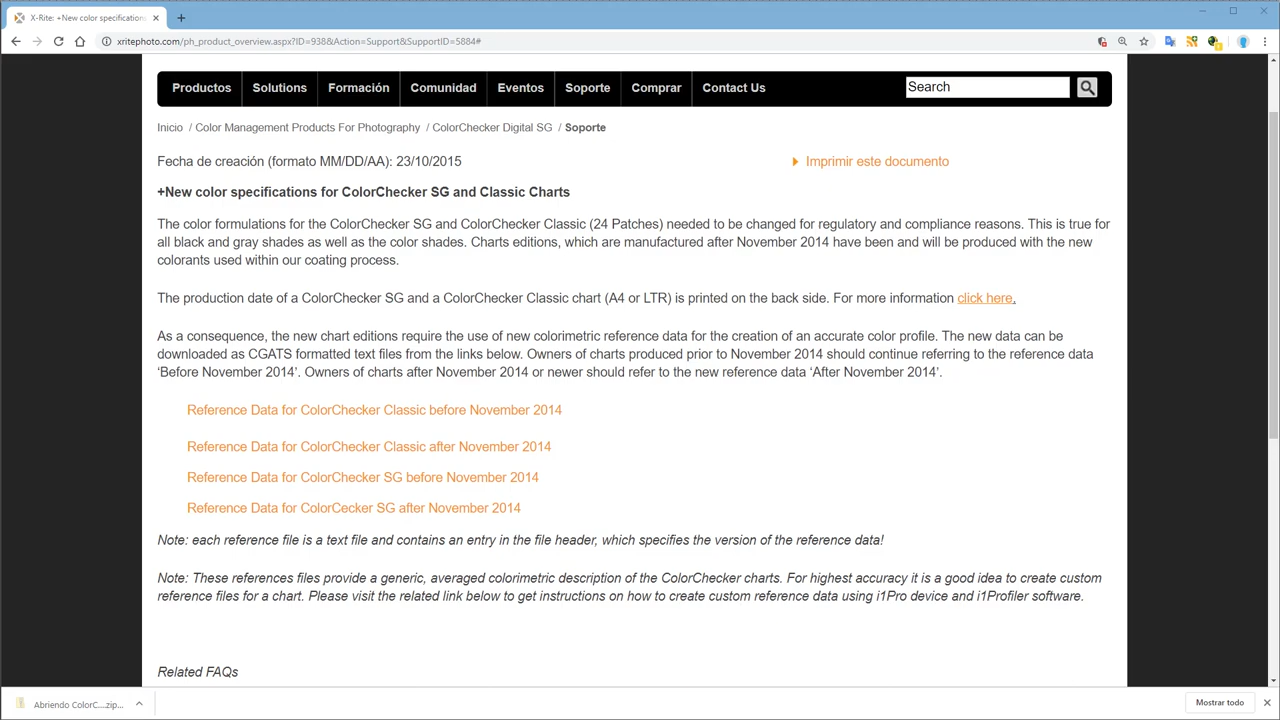 X-Rite: +New color specifications
xritephoto.com/ph_product_overview.aspx?ID=938&Action=Support&SupportID=5884#
Productos Solutions Formación Comunidad Eventos Soporte Comprar Contact Us Search
Inicio / Color Management Products For Photography / ColorChecker Digital SG / Soporte
Fecha de creación (formato MM/DD/AA): 23/10/2015 Imprimir este documento
+New color specifications for ColorChecker SG and Classic Charts
The color formulations for the ColorChecker SG and ColorChecker Classic (24 Patches) needed to be changed for regulatory and compliance reasons. This is true for
all black and gray shades as well as the color shades. Charts editions, which are manufactured after November 2014 have been and will be produced with the new
colorants used within our coating process.
The production date of a ColorChecker SG and a ColorChecker Classic chart (A4 or LTR) is printed on the back side. For more information click here.
As a consequence, the new chart editions require the use of new colorimetric reference data for the creation of an accurate color profile. The new data can be
downloaded as CGATS formatted text files from the links below. Owners of charts produced prior to November 2014 should continue referring to the reference data
‘Before November 2014’. Owners of charts after November 2014 or newer should refer to the new reference data ‘After November 2014’.
Reference Data for ColorChecker Classic before November 2014
Reference Data for ColorChecker Classic after November 2014
Reference Data for ColorChecker SG before November 2014
Reference Data for ColorCecker SG after November 2014
Note: each reference file is a text file and contains an entry in the file header, which specifies the version of the reference data!
Note: These references files provide a generic, averaged colorimetric description of the ColorChecker charts. For highest accuracy it is a good idea to create custom
reference files for a chart. Please visit the related link below to get instructions on how to create custom reference data using i1Pro device and i1Profiler software.
Related FAQs
Abriendo ColorC....zip... Mostrar todo